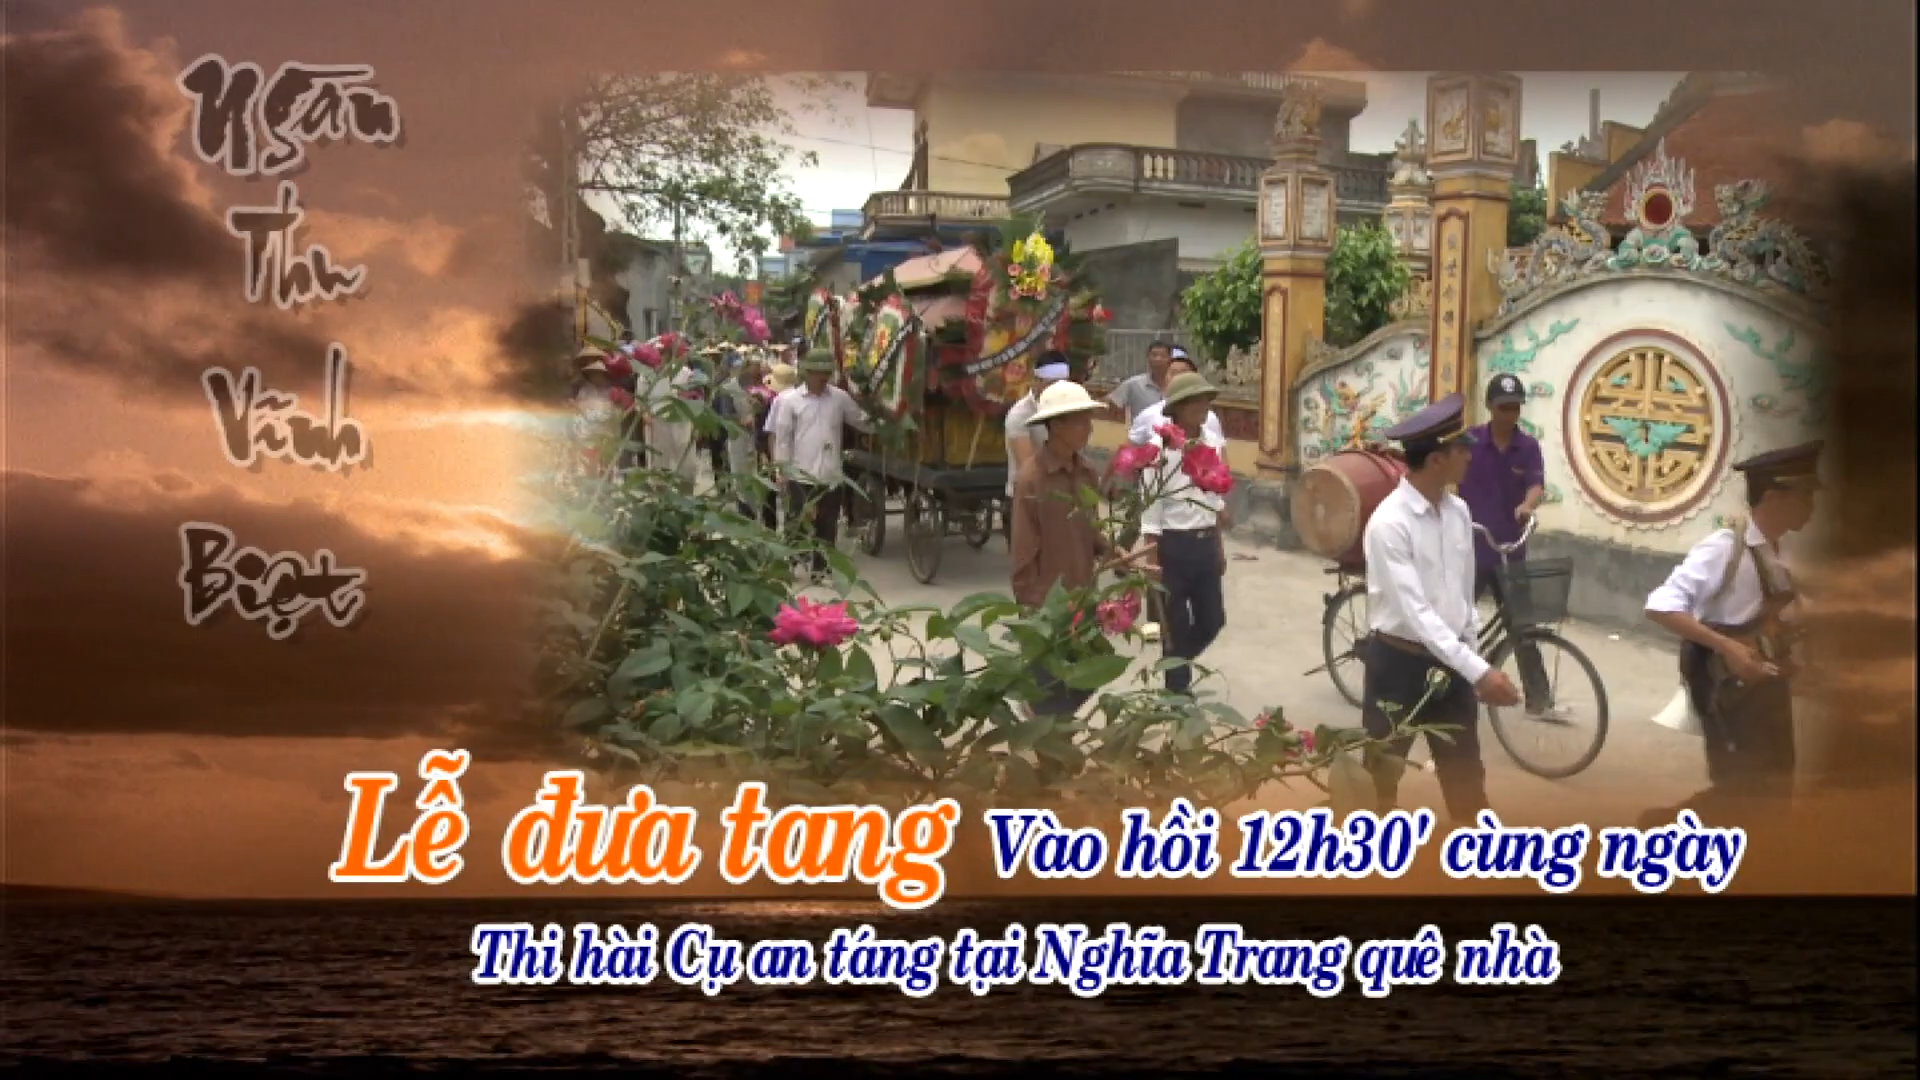 Ngàn
Thu
Vĩnh
Biệt
Lễ đưa tang Vào hồi 12h30' cùng ngày
Thi hài Cụ an táng tại Nghĩa Trang quê nhà